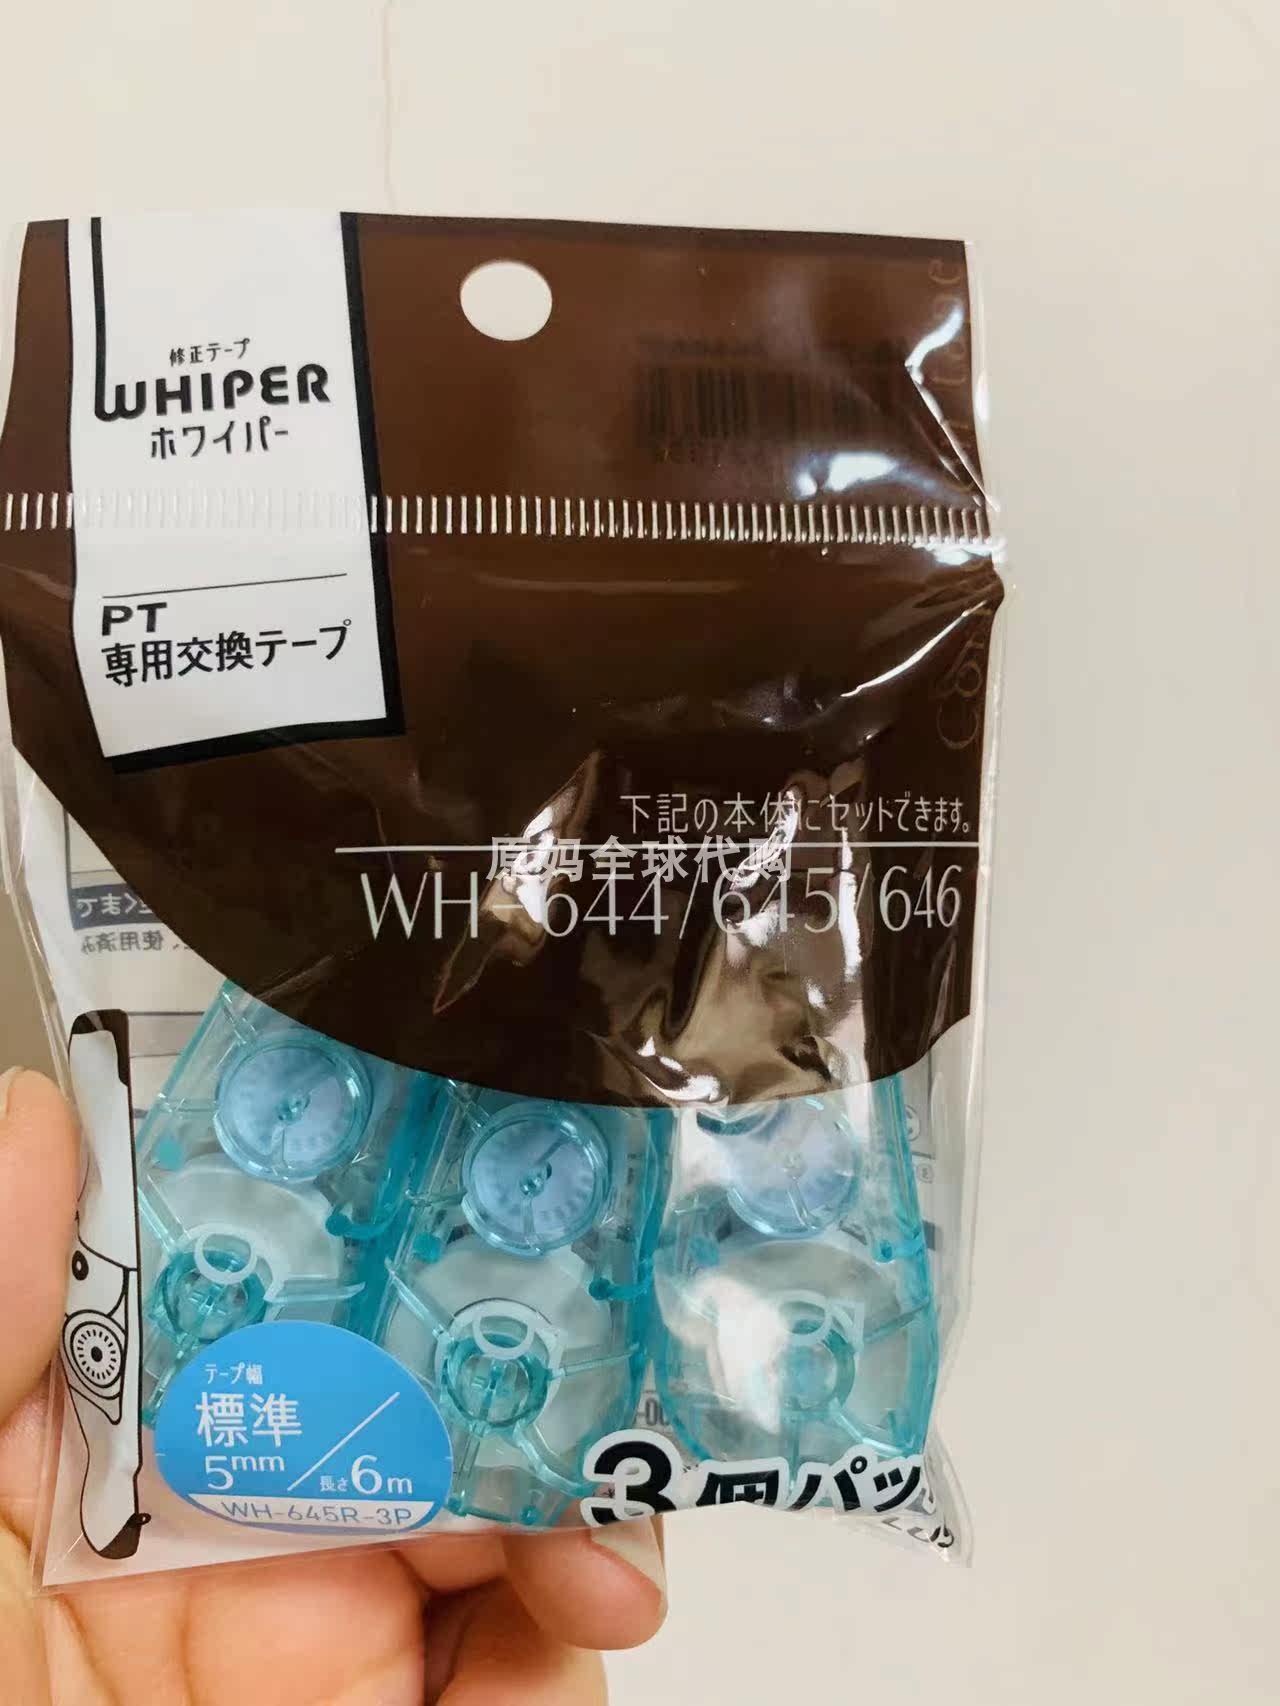 修正テープ
WHIPER
ホワイパー
PT
専用交換テープ
Correction
下記の本体にセットできます。
原妈全球代购
WH-644/645/646
テープ幅
標準
5mm/長さ6m
WH-645R-3P
3個パック